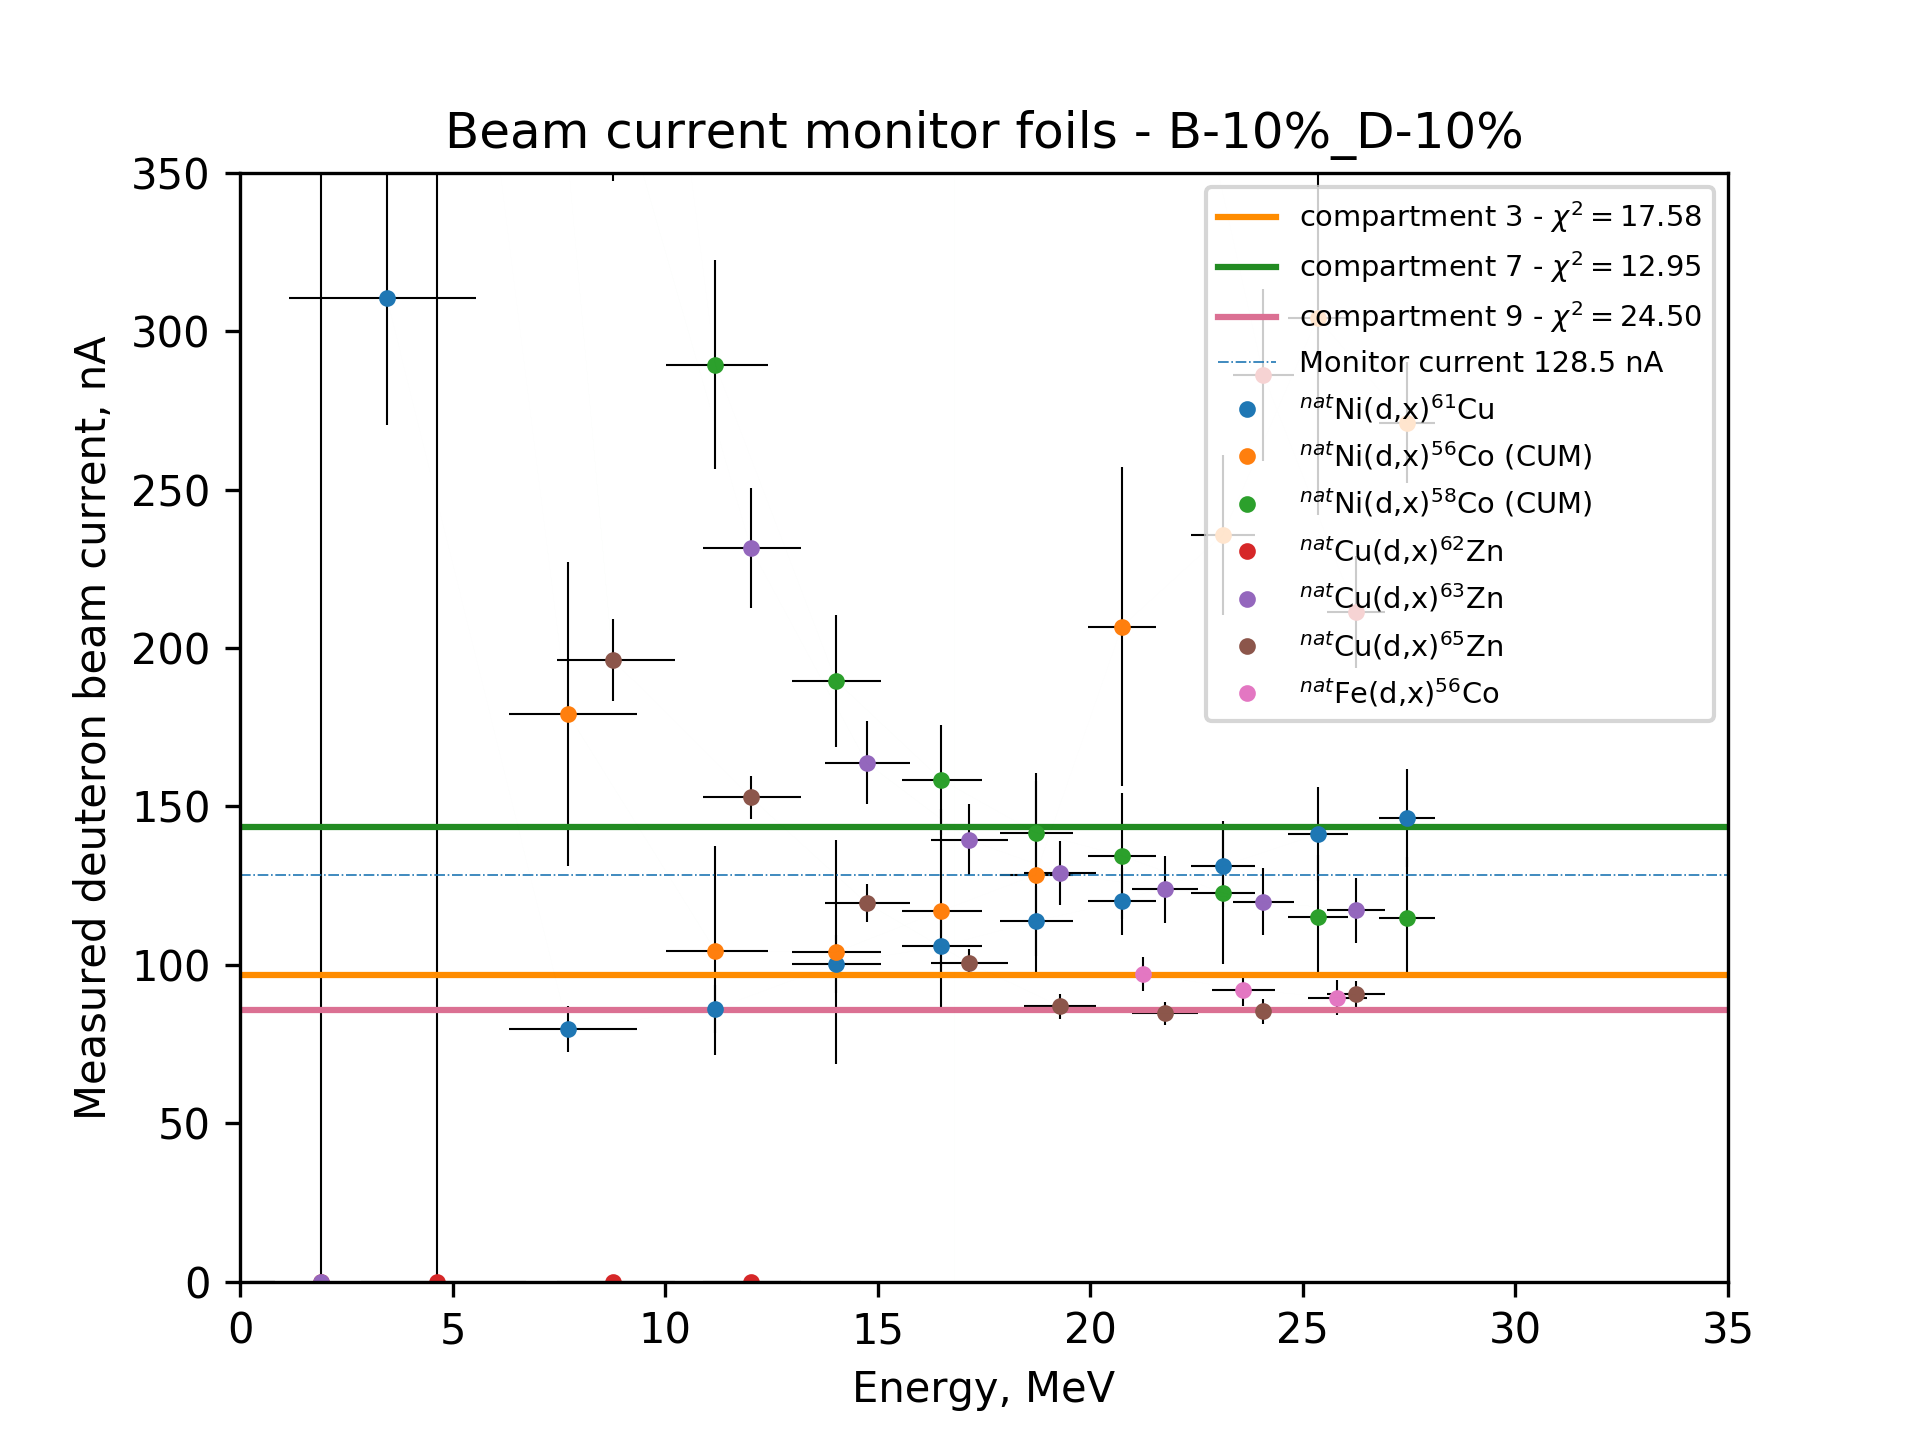 Beam current monitor foils - B-10%_D-10%
Measured deuteron beam current, nA
350
300
250
200
150
100
50
0
compartment 3 - χ² = 17.58
compartment 7 - χ² = 12.95
compartment 9 - χ² = 24.50
Monitor current 128.5 nA
ⁿᵃᵗNi(d,x)⁶¹Cu
ⁿᵃᵗNi(d,x)⁵⁶Co (CUM)
ⁿᵃᵗNi(d,x)⁵⁸Co (CUM)
ⁿᵃᵗCu(d,x)⁶²Zn
ⁿᵃᵗCu(d,x)⁶³Zn
ⁿᵃᵗCu(d,x)⁶⁵Zn
ⁿᵃᵗFe(d,x)⁵⁶Co
0 5 10 15 20 25 30 35
Energy, MeV